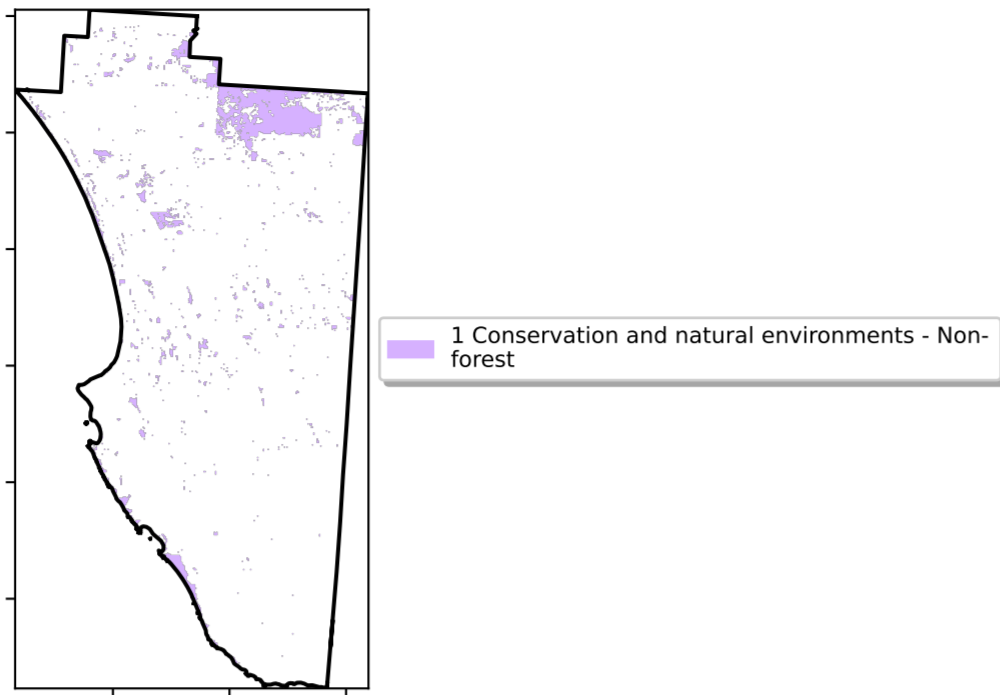 1 Conservation and natural environments - Non-
forest